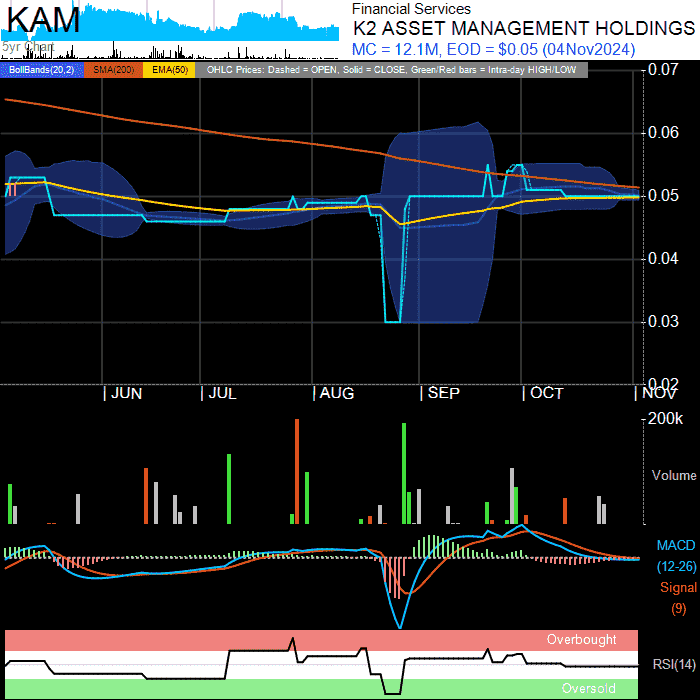 KAM
5yr Chart
Financial Services
K2 ASSET MANAGEMENT HOLDINGS
MC = 12.1M, EOD = $0.05 (04Nov2024)
BollBands(20,2) SMA(200) EMA(50) OHLC Prices: Dashed = OPEN, Solid = CLOSE, Green/Red bars = Intra-day HIGH/LOW
0.07
0.06
0.05
0.04
0.03
0.02
JUN JUL AUG SEP OCT NOV
200k
Volume
MACD
(12-26)
Signal
(9)
Overbought
RSI(14)
Oversold